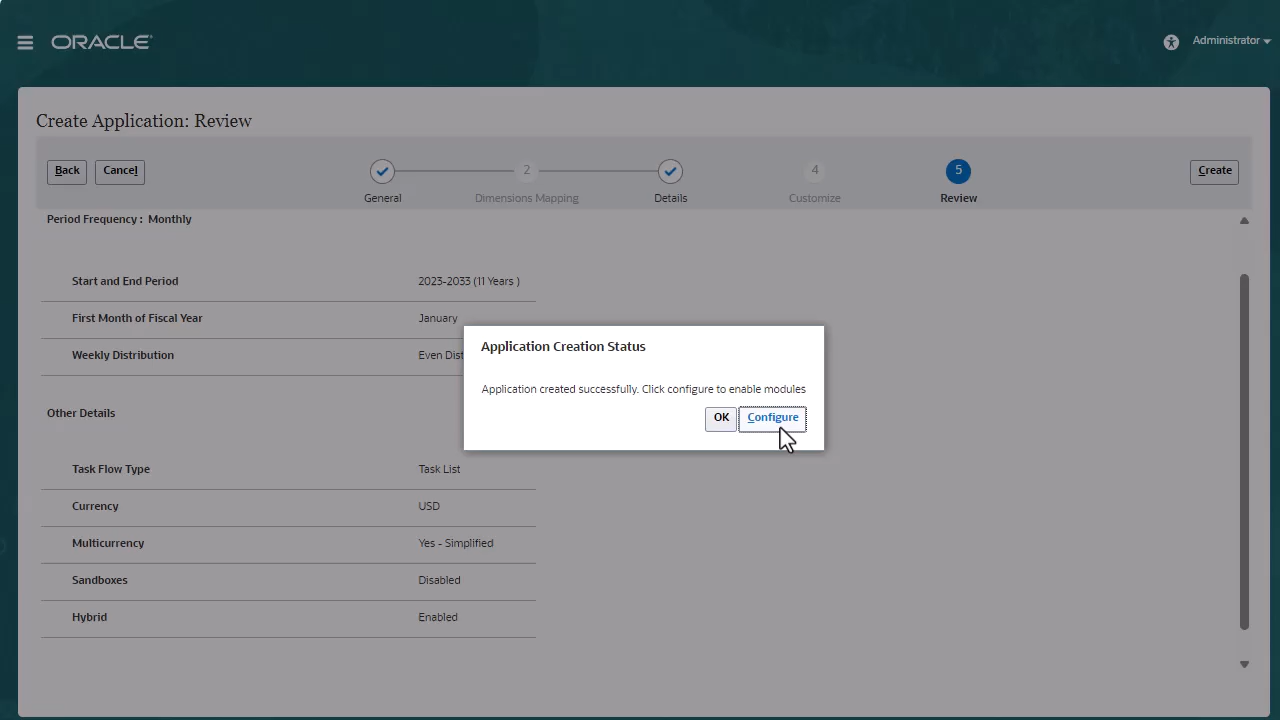 ORACLE
Administrator
Create Application: Review
Back
Cancel
2
4
5
Create
General
Dimensions Mapping
Details
Customize
Review
Period Frequency : Monthly
Start and End Period 2023-2033 (11 Years )
First Month of Fiscal Year January
Weekly Distribution Even Dist
Application Creation Status
Application created successfully. Click configure to enable modules
OK
Configure
Other Details
Task Flow Type Task List
Currency USD
Multicurrency Yes - Simplified
Sandboxes Disabled
Hybrid Enabled